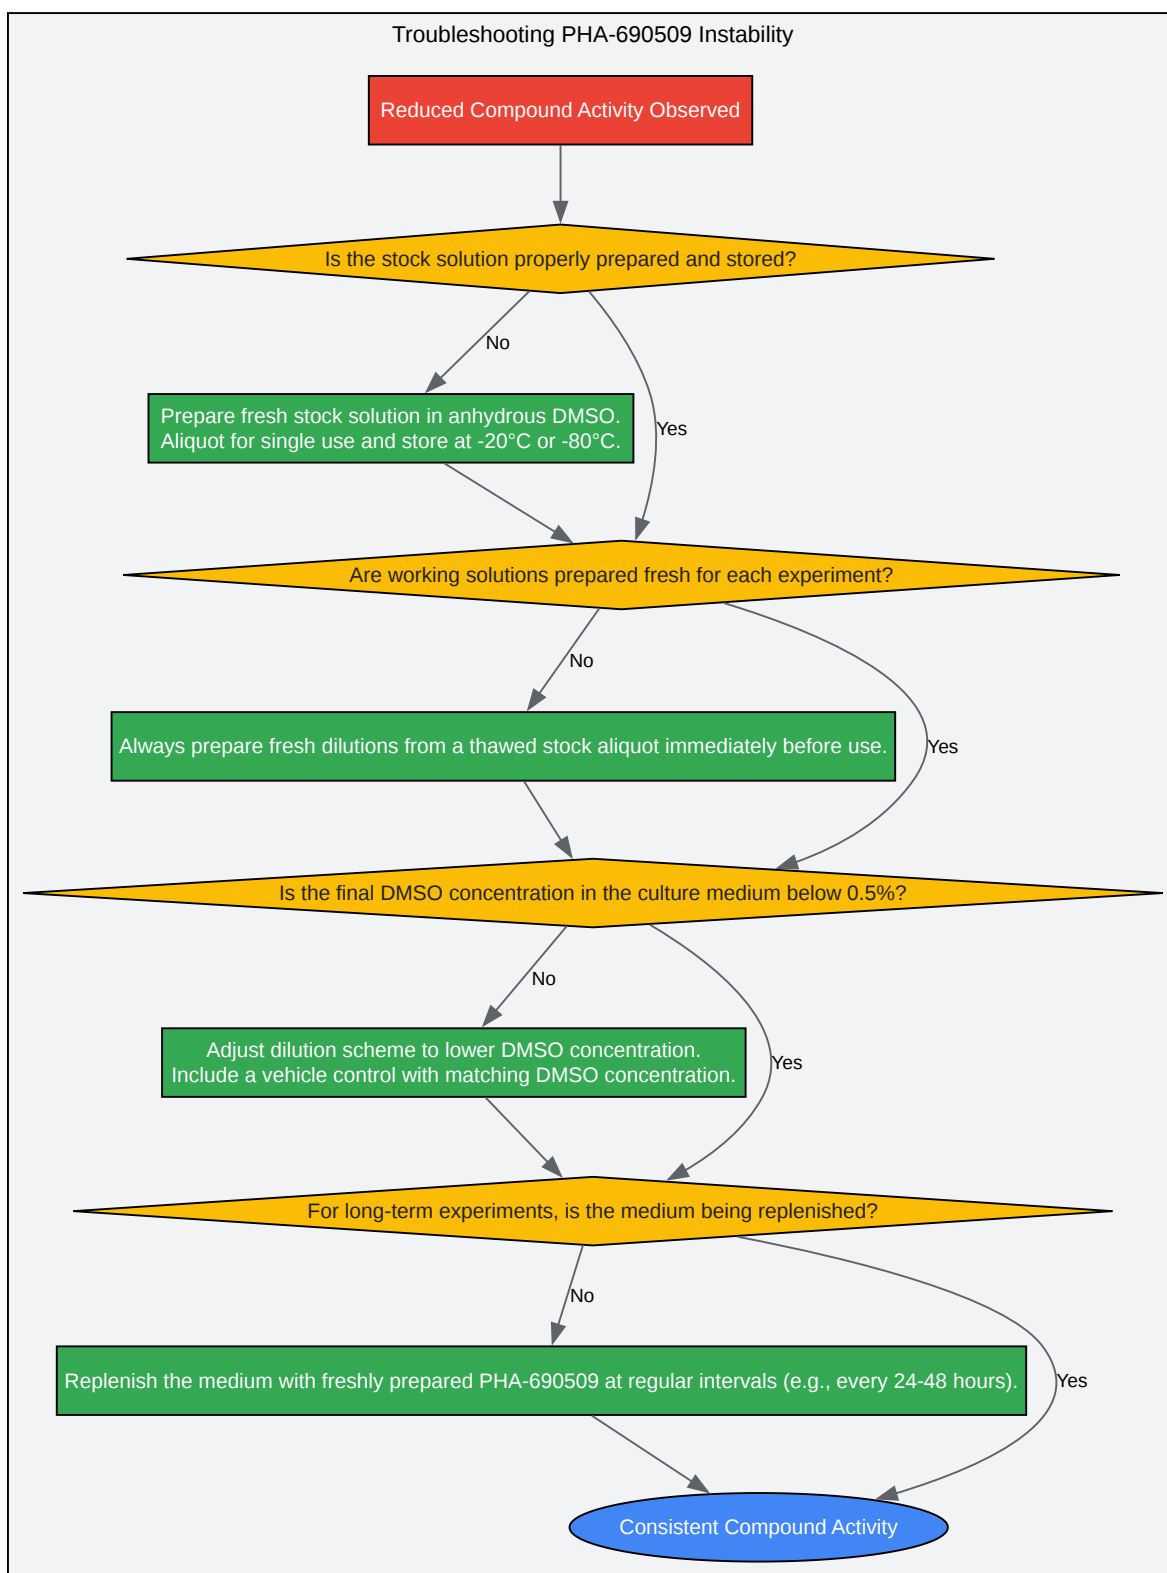 Troubleshooting PHA-690509 Instability
Reduced Compound Activity Observed
Is the stock solution properly prepared and stored?
No
Yes
Prepare fresh stock solution in anhydrous DMSO.
Aliquot for single use and store at -20°C or -80°C.
Are working solutions prepared fresh for each experiment?
No
Yes
Always prepare fresh dilutions from a thawed stock aliquot immediately before use.
Is the final DMSO concentration in the culture medium below 0.5%?
No
Yes
Adjust dilution scheme to lower DMSO concentration.
Include a vehicle control with matching DMSO concentration.
For long-term experiments, is the medium being replenished?
No
Yes
Replenish the medium with freshly prepared PHA-690509 at regular intervals (e.g., every 24-48 hours).
Consistent Compound Activity